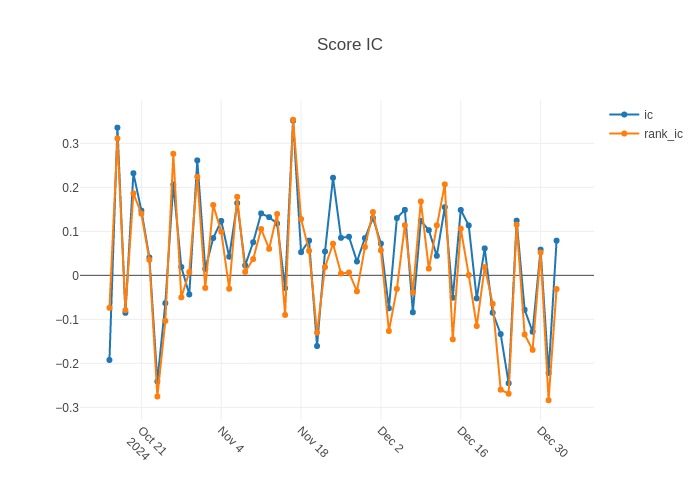 Score IC
ic
rank_ic
0.3
0.2
0.1
0
−0.1
−0.2
−0.3
Oct 21
2024
Nov 4
Nov 18
Dec 2
Dec 16
Dec 30